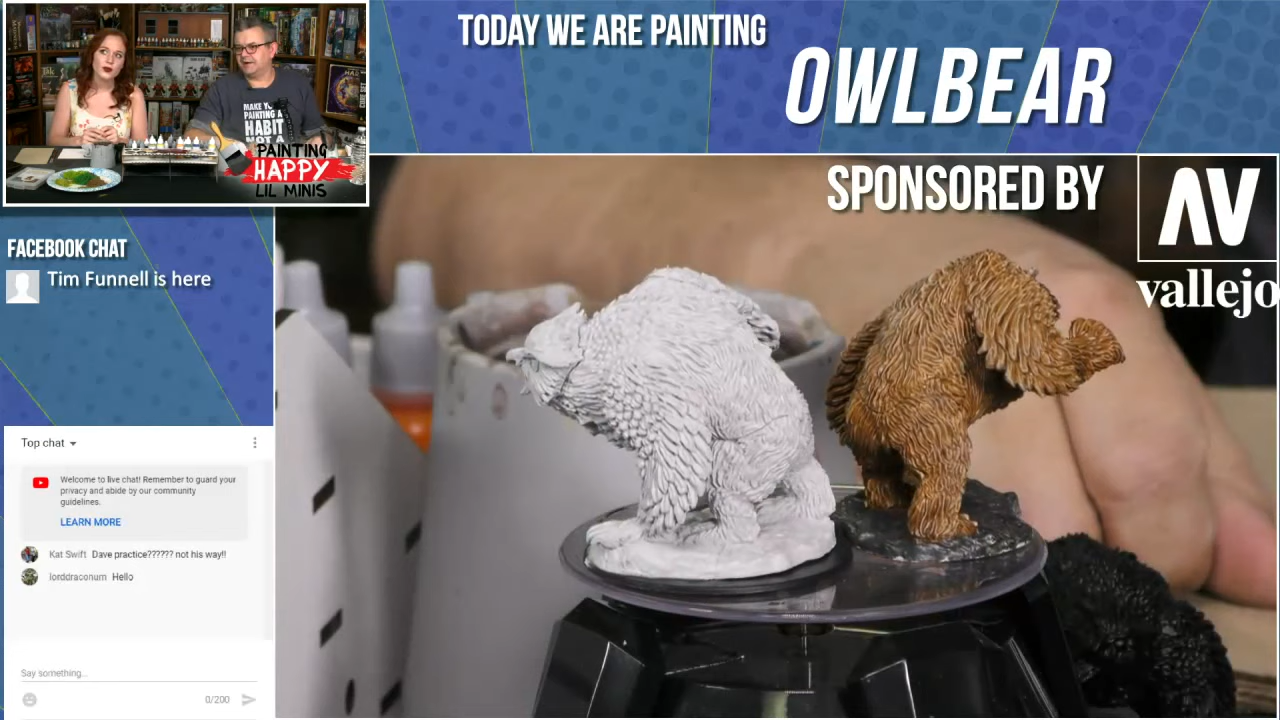 TODAY WE ARE PAINTING
OWLBEAR
SPONSORED BY
AV
vallejo
MAKE YO
PAINTING A
HABIT
NOT A
PAINTING
HAPPY
LIL MINIS
FACEBOOK CHAT
Tim Funnell is here
Top chat
Welcome to live chat! Remember to guard your
privacy and abide by our community
guidelines.
LEARN MORE
Kat Swift Dave practice?????? not his way!!
lorddraconum Hello
Say something...
0/200